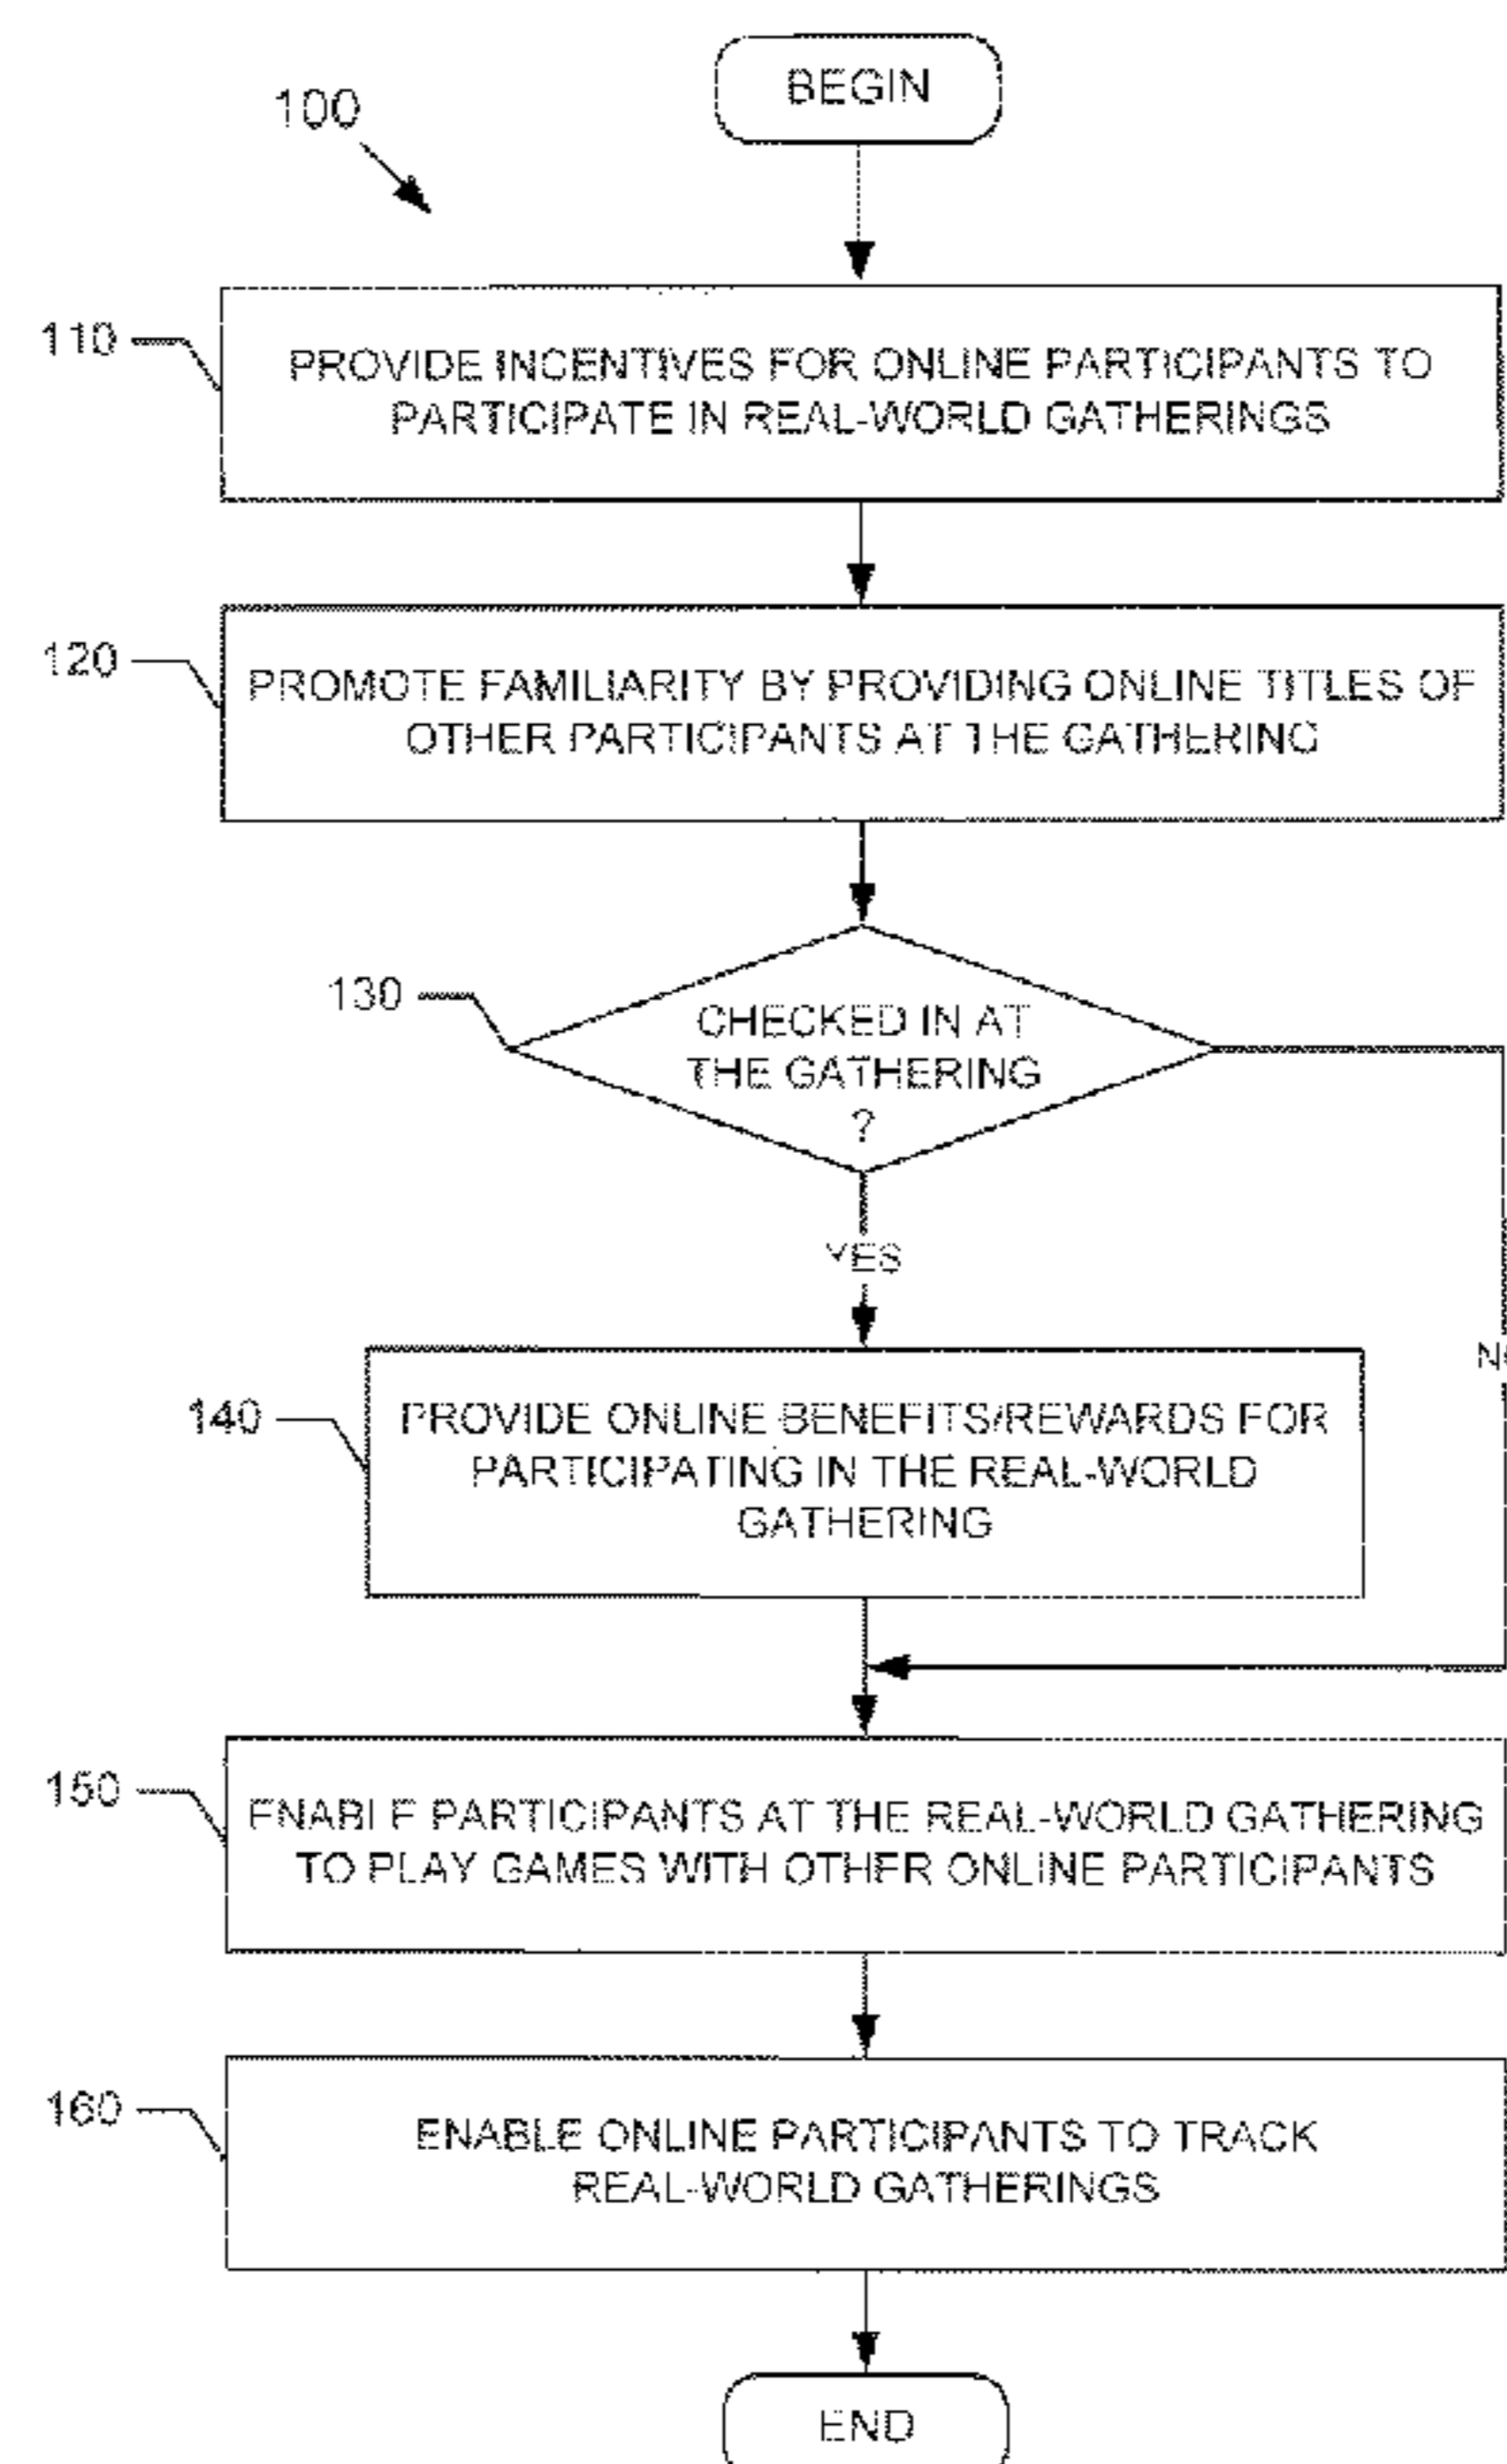 BEGIN
100
110
PROVIDE INCENTIVES FOR ONLINE PARTICIPANTS TO
PARTICIPATE IN REAL-WORLD GATHERINGS
120
PROMOTE FAMILIARITY BY PROVIDING ONLINE TITLES OF
OTHER PARTICIPANTS AT THE GATHERING
130
CHECKED IN AT
THE GATHERING
?
YES
140
PROVIDE ONLINE BENEFITS/REWARDS FOR
PARTICIPATING IN THE REAL-WORLD
GATHERING
150
ENABLE PARTICIPANTS AT THE REAL-WORLD GATHERING
TO PLAY GAMES WITH OTHER ONLINE PARTICIPANTS
160
ENABLE ONLINE PARTICIPANTS TO TRACK
REAL-WORLD GATHERINGS
END